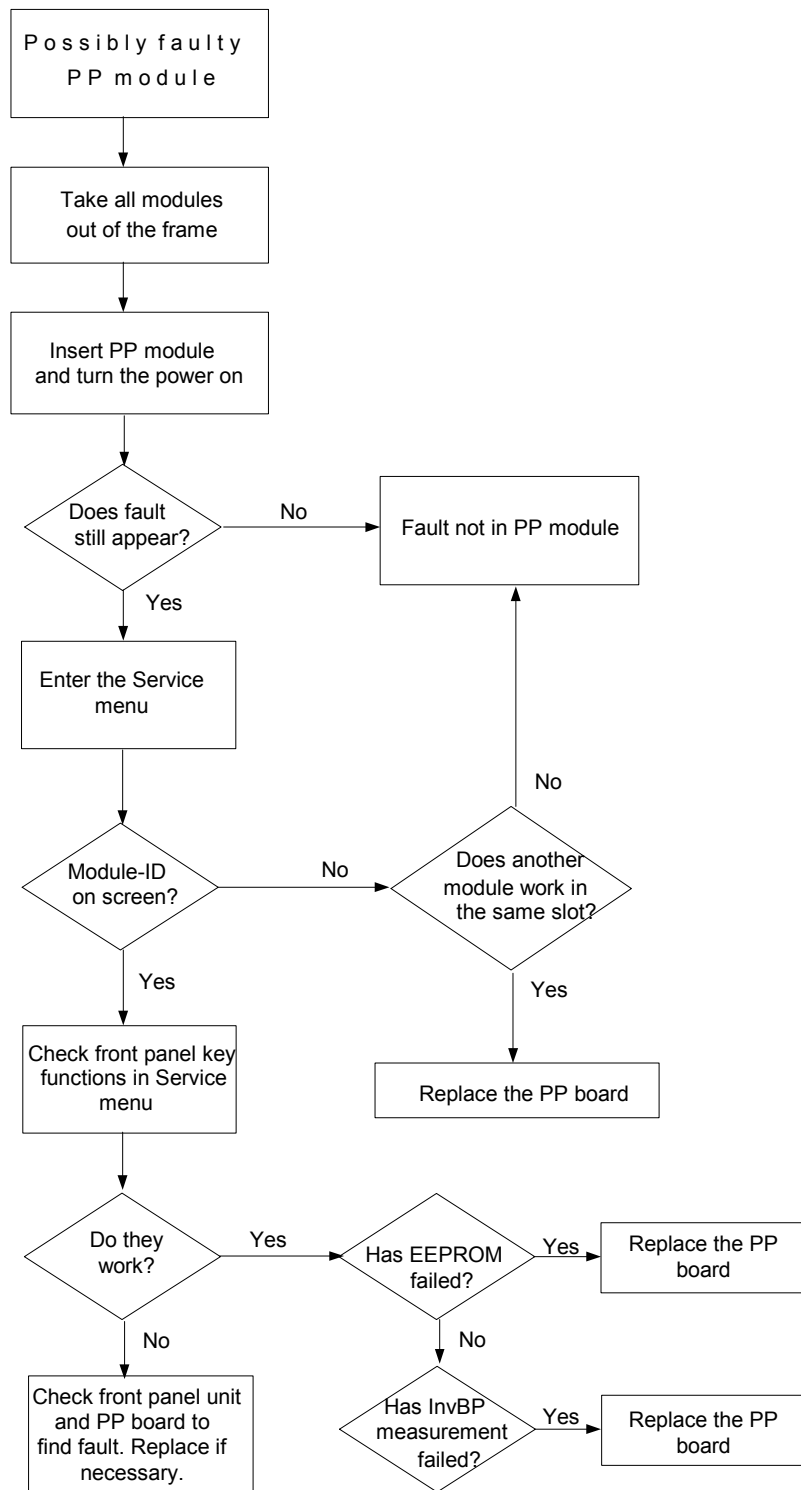 Possibly faulty
PP module
Take all modules
out of the frame
Insert PP module
and turn the power on
Does fault
still appear?
No
Fault not in PP module
Yes
Enter the Service
menu
No
Module-ID
on screen?
No
Does another
module work in
the same slot?
Yes
Yes
Check front panel key
functions in Service
menu
Replace the PP board
Do they
work?
Yes
Has EEPROM
failed?
Yes
Replace the PP
board
No
No
Check front panel unit
and PP board to
find fault. Replace if
necessary.
Has InvBP
measurement
failed?
Yes
Replace the PP
board